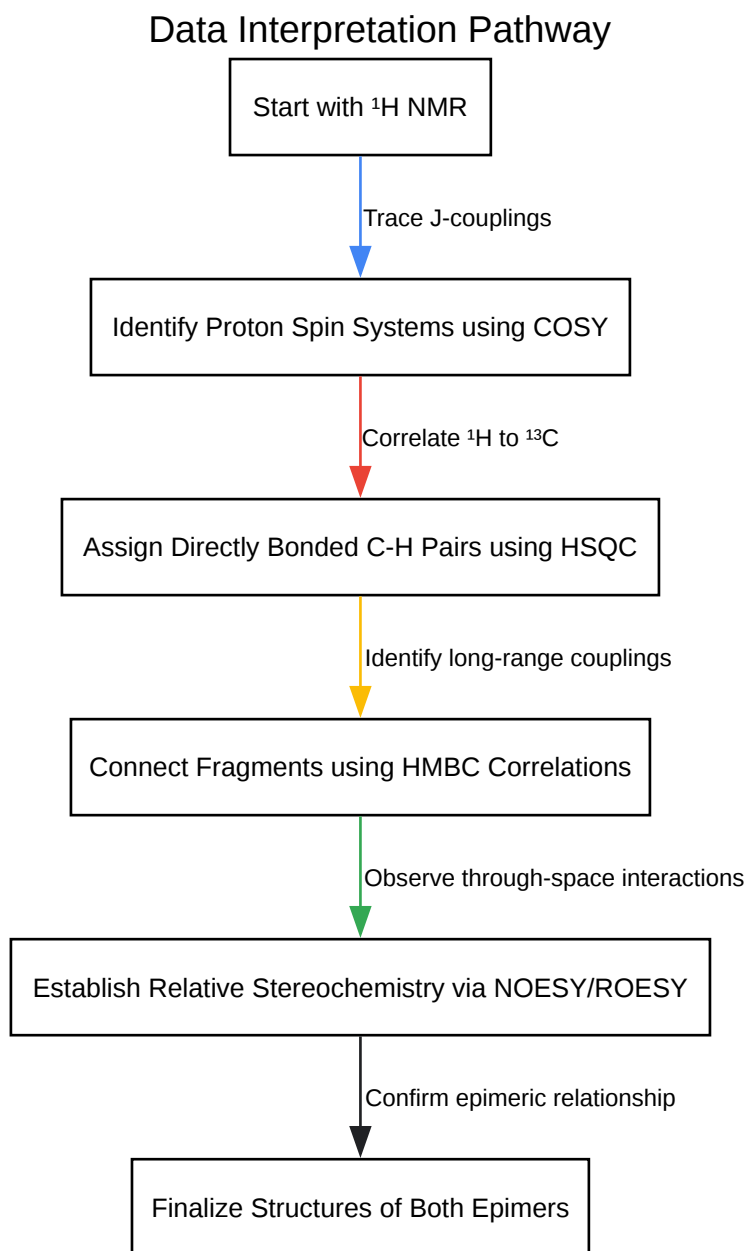 Data Interpretation Pathway
Start with ¹H NMR
Trace J-couplings
Identify Proton Spin Systems using COSY
Correlate ¹H to ¹³C
Assign Directly Bonded C-H Pairs using HSQC
Identify long-range couplings
Connect Fragments using HMBC Correlations
Observe through-space interactions
Establish Relative Stereochemistry via NOESY/ROESY
Confirm epimeric relationship
Finalize Structures of Both Epimers